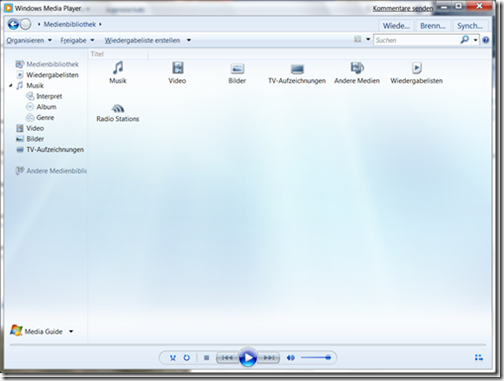 Windows Media Player
Kommentare senden
Medienbibliothek
Wiede...
Brenn...
Synch...
Organisieren
Freigabe
Wiedergabeliste erstellen
Suchen
Titel
Medienbibliothek
Wiedergabelisten
Musik
Interpret
Album
Genre
Video
Bilder
TV-Aufzeichnungen
Andere Medienbiblio
Musik
Video
Bilder
TV-Aufzeichnungen
Andere Medien
Wiedergabelisten
Radio Stations
Media Guide